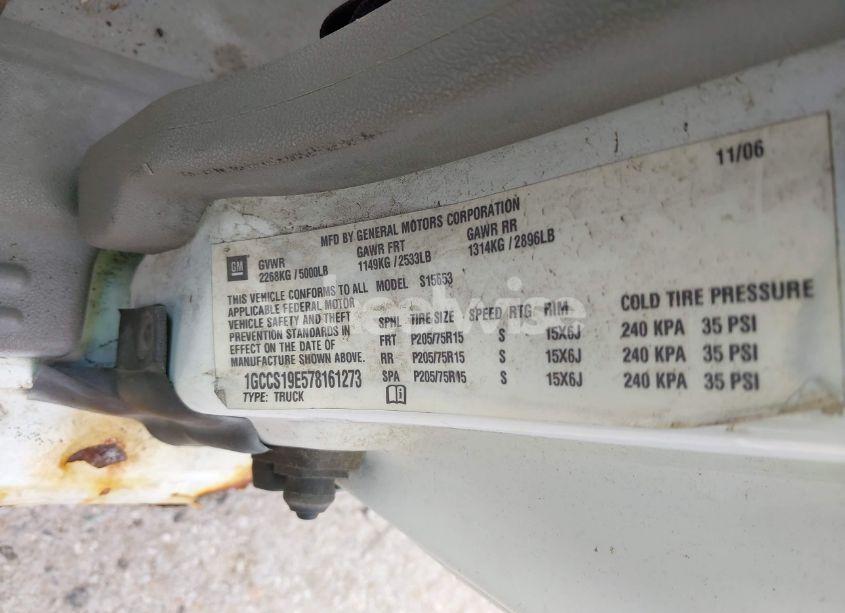 11/06
MFD BY GENERAL MOTORS CORPORATION
GM
GVWR GAWR FRT GAWR RR
2268KG / 5000LB 1149KG / 2533LB 1314KG / 2896LB
THIS VEHICLE CONFORMS TO ALL MODEL S15653
APPLICABLE FEDERAL MOTOR
VEHICLE SAFETY AND THEFT
PREVENTION STANDARDS IN
EFFECT ON THE DATE OF
MANUFACTURE SHOWN ABOVE.
SPNL TIRE SIZE / SPEED RTG RIM COLD TIRE PRESSURE
FRT P205/75R15 S 15X6J 240 KPA 35 PSI
RR P205/75R15 S 15X6J 240 KPA 35 PSI
SPA P205/75R15 S 15X6J 240 KPA 35 PSI
1GCCS19E578161273
TYPE: TRUCK